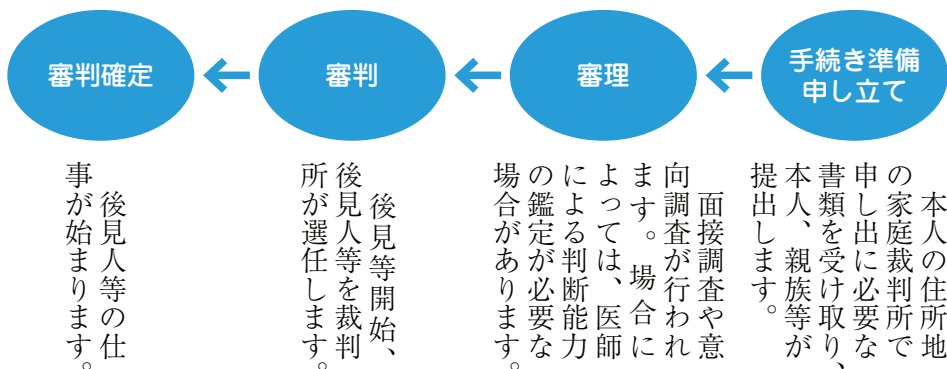 手続き準備
申し立て
本人の住所地
の家庭裁判所で
申し出に必要な
書類を受け取り、
本人、親族等が
提出します。
審理
面接調査や意
向調査が行われ
ます。場合に
よっては、医師
による判断能力
の鑑定が必要な
場合があります。
審判
後見等開始、
後見人等を裁判
所が選任します。
審判確定
後見人等の仕
事が始まります。